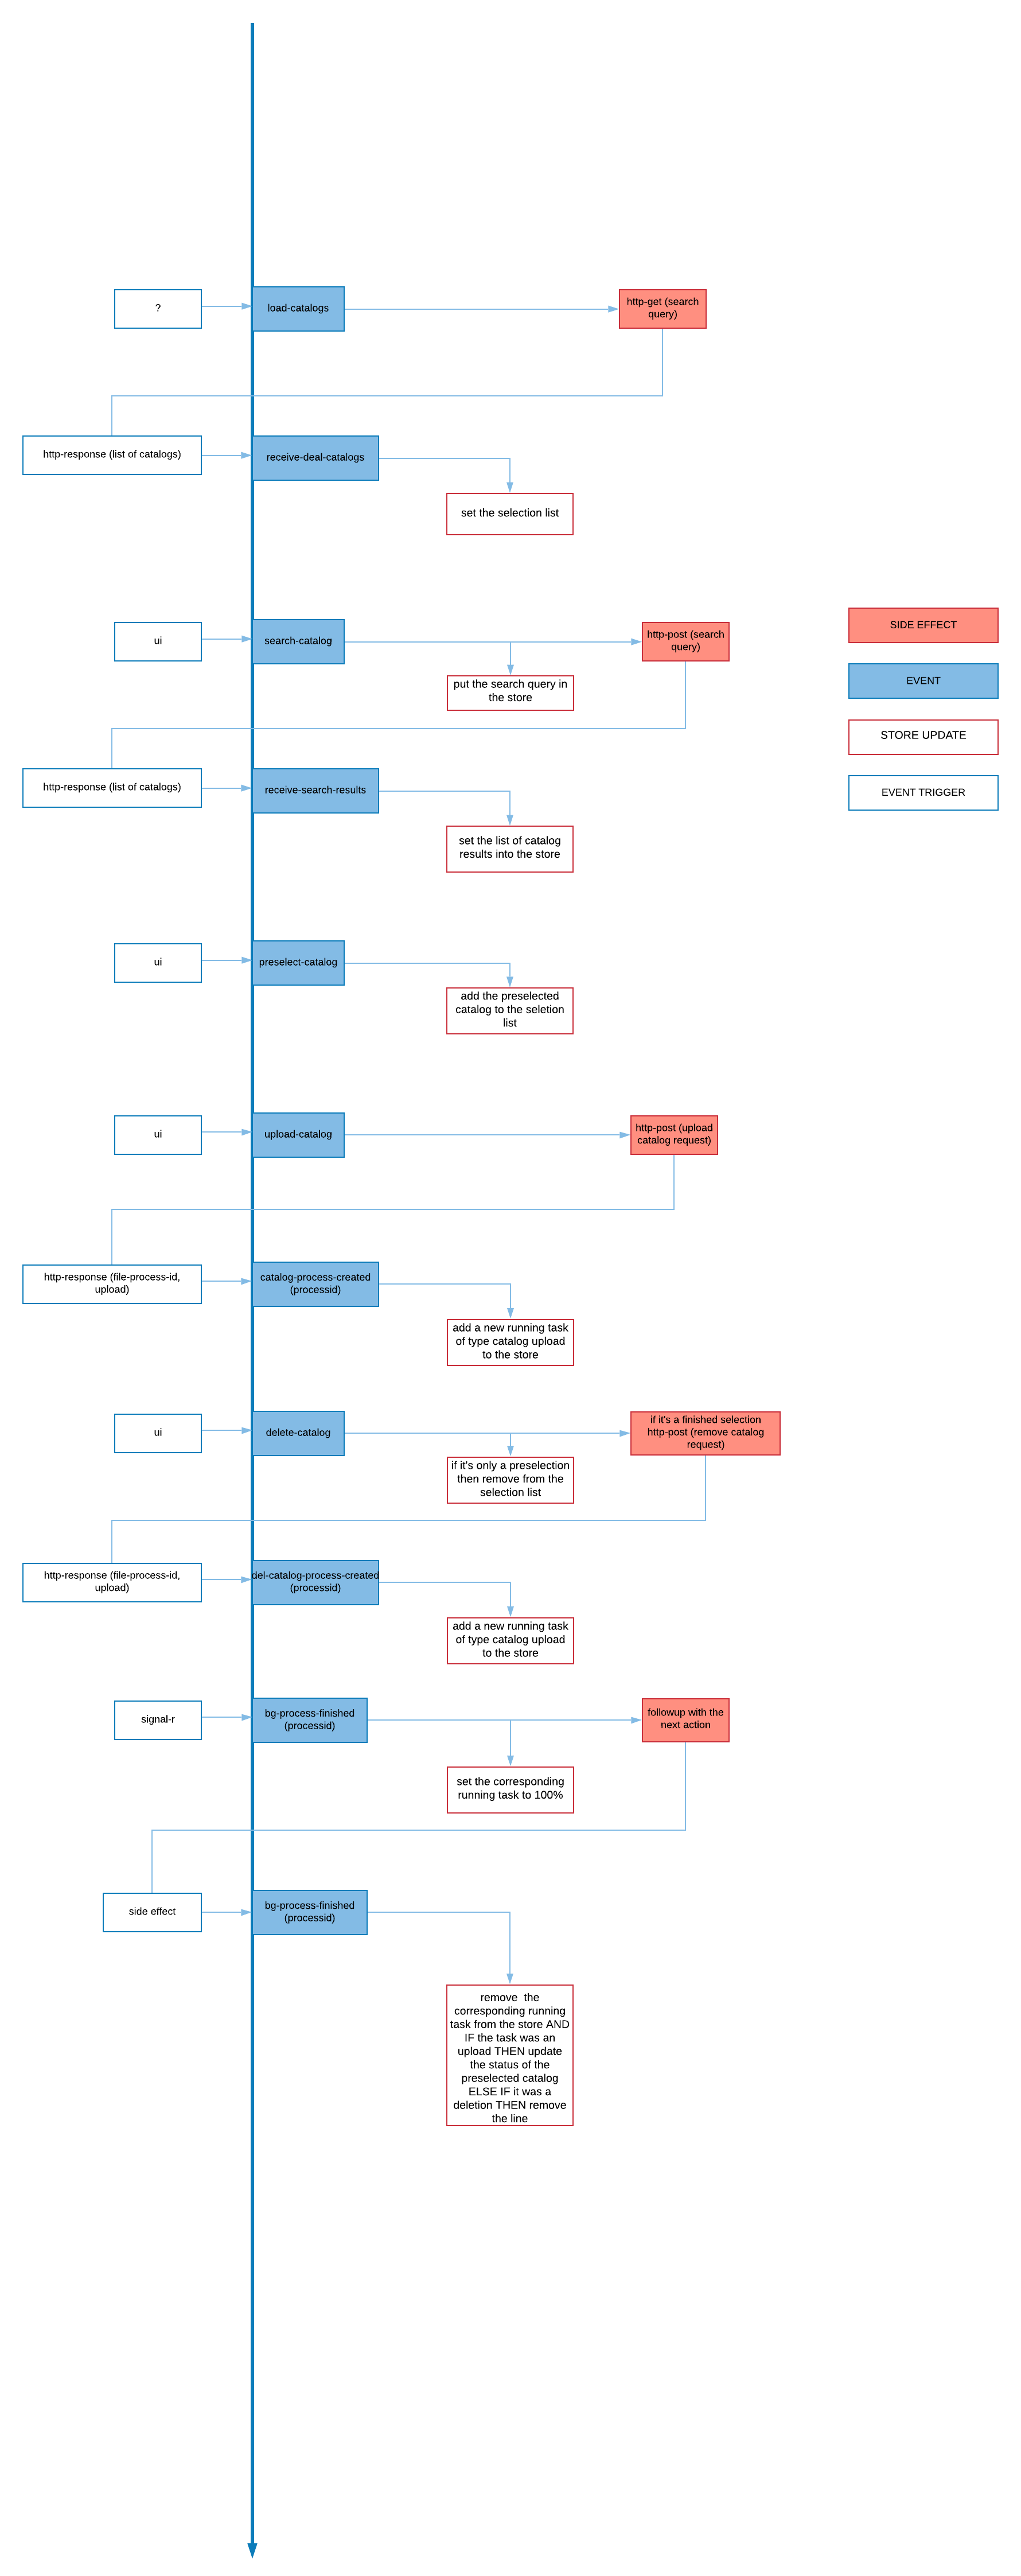 ?
load-catalogs
http-get (search
query)
http-response (list of catalogs)
receive-deal-catalogs
set the selection list
SIDE EFFECT
EVENT
STORE UPDATE
EVENT TRIGGER
ui
search-catalog
http-post (search
query)
put the search query in
the store
http-response (list of catalogs)
receive-search-results
set the list of catalog
results into the store
ui
preselect-catalog
add the preselected
catalog to the seletion
list
ui
upload-catalog
http-post (upload
catalog request)
http-response (file-process-id,
upload)
catalog-process-created
(processid)
add a new running task
of type catalog upload
to the store
ui
delete-catalog
if it's a finished selection
http-post (remove catalog
request)
if it's only a preselection
then remove from the
selection list
http-response (file-process-id,
upload)
del-catalog-process-created
(processid)
add a new running task
of type catalog upload
to the store
signal-r
bg-process-finished
(processid)
followup with the
next action
set the corresponding
running task to 100%
side effect
bg-process-finished
(processid)
remove  the
corresponding running
task from the store AND
IF the task was an
upload THEN update
the status of the
preselected catalog
ELSE IF it was a
deletion THEN remove
the line